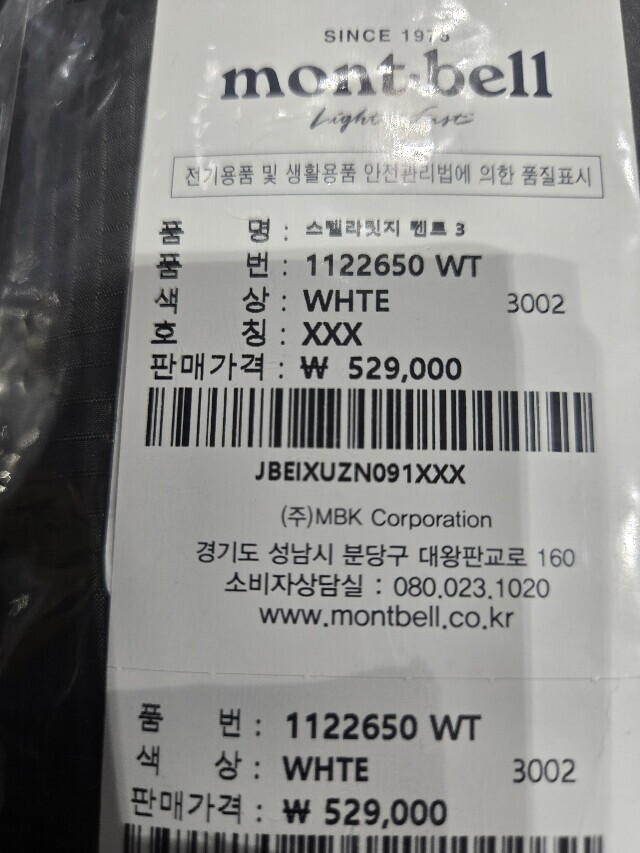 SINCE 1975
mont·bell
Light & Fast
전기용품 및 생활용품 안전관리법에 의한 품질표시
품 명 : 스텔라릿지 텐트 3
품 번 : 1122650 WT
색 상 : WHTE 3002
호 칭 : XXX
판매가격 : ₩ 529,000
JBEIXUZN091XXX
(주)MBK Corporation
경기도 성남시 분당구 대왕판교로 160
소비자상담실 : 080.023.1020
www.montbell.co.kr
품 번 : 1122650 WT
색 상 : WHTE 3002
판매가격 : ₩ 529,000